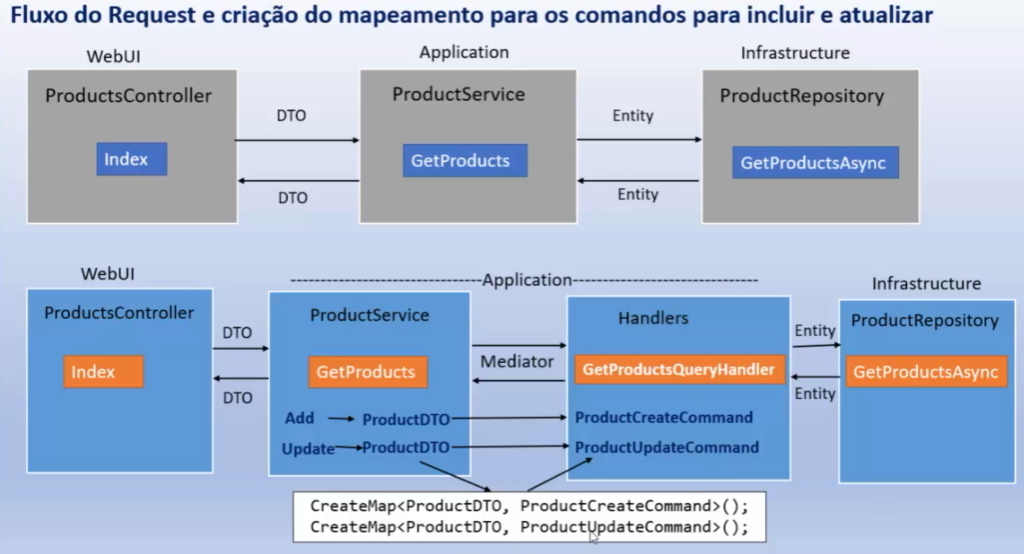 Fluxo do Request e criação do mapeamento para os comandos para incluir e atualizar
WebUI
Application
Infrastructure
ProductsController
ProductService
ProductRepository
DTO
Entity
Index
GetProducts
GetProductsAsync
DTO
Entity
WebUI
Application
Infrastructure
ProductsController
ProductService
Handlers
ProductRepository
DTO
Mediator
Entity
Index
GetProducts
GetProductsQueryHandler
GetProductsAsync
DTO
Entity
Add
ProductDTO
ProductCreateCommand
Update
ProductDTO
ProductUpdateCommand
CreateMap<ProductDTO, ProductCreateCommand>();
CreateMap<ProductDTO, ProductUpdateCommand>();